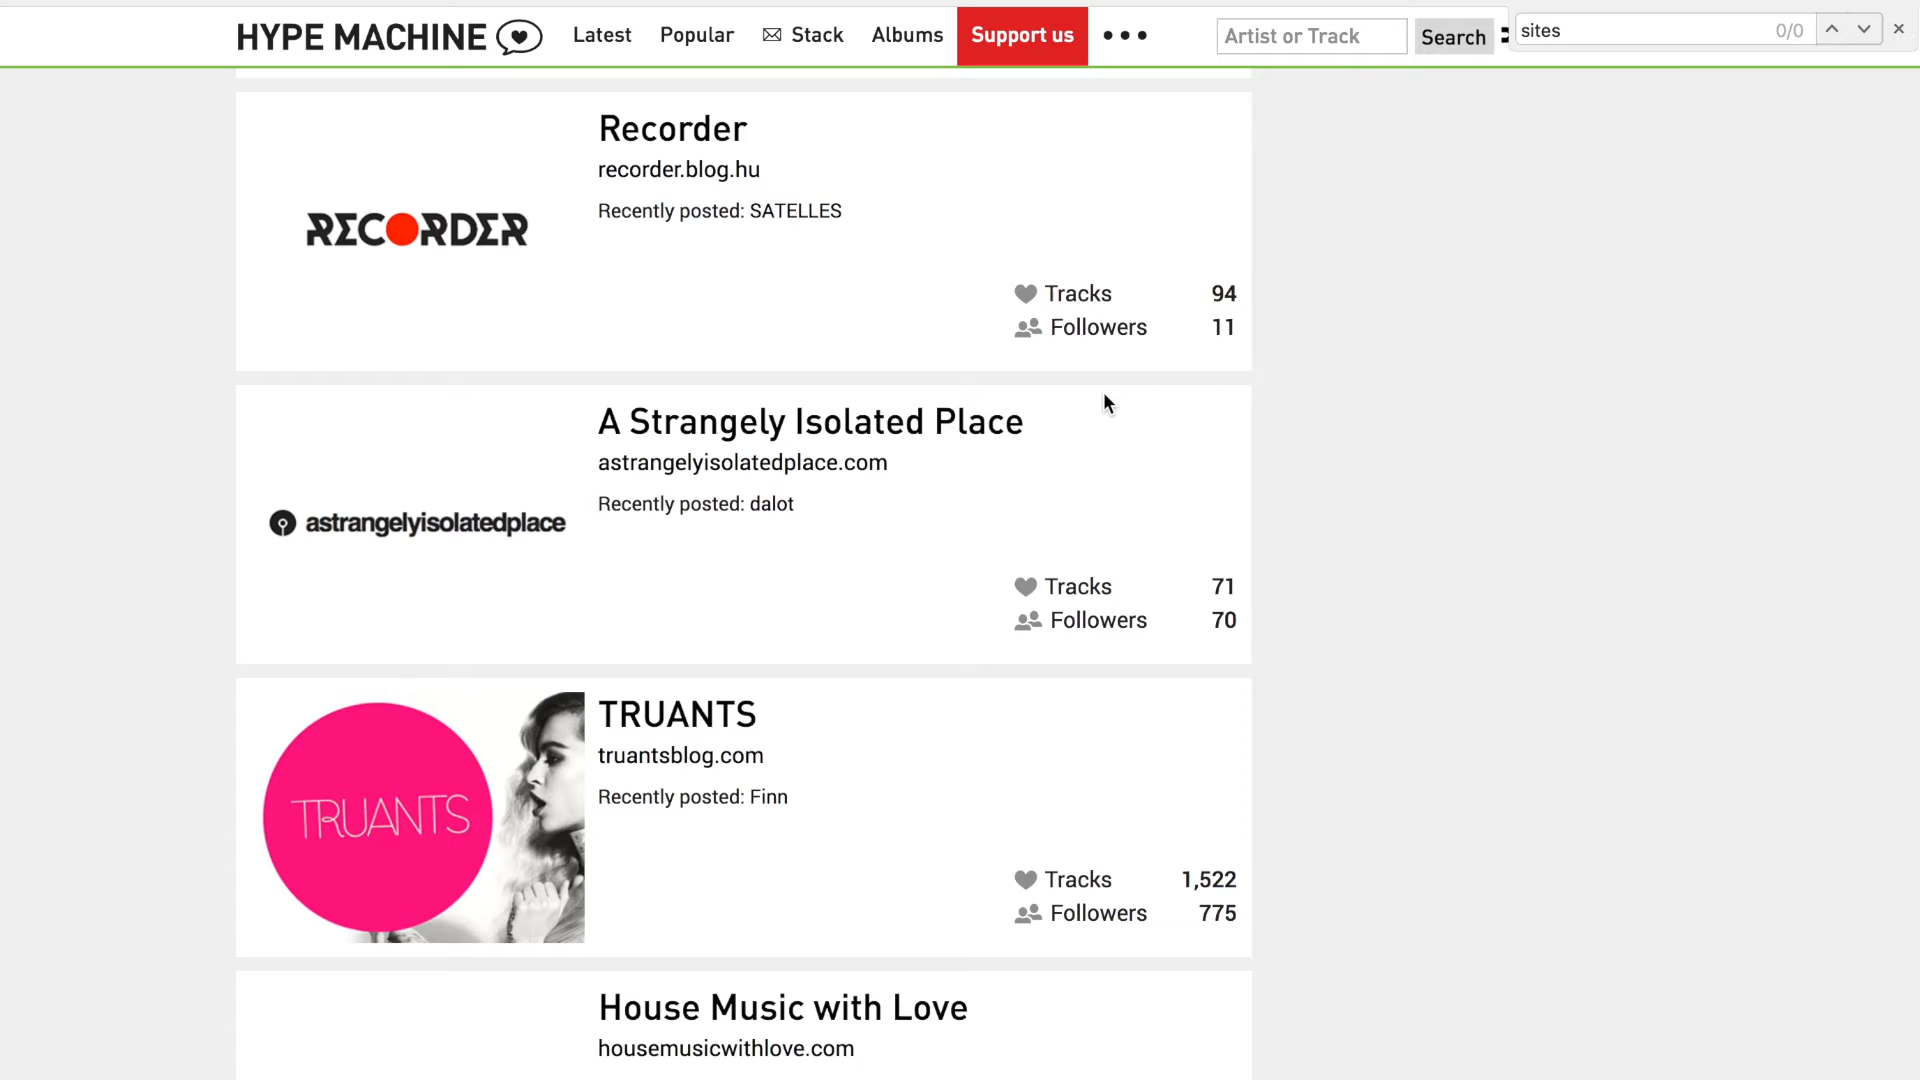 HYPE MACHINE
Latest
Popular
Stack
Albums
Support us
Artist or Track
Search
sites
0/0
Recorder
recorder.blog.hu
Recently posted: SATELLES
RECORDER
Tracks 94
Followers 11
A Strangely Isolated Place
astrangelyisolatedplace.com
Recently posted: dalot
astrangelyisolatedplace
Tracks 71
Followers 70
TRUANTS
truantsblog.com
Recently posted: Finn
TRUANTS
Tracks 1,522
Followers 775
House Music with Love
housemusicwithlove.com